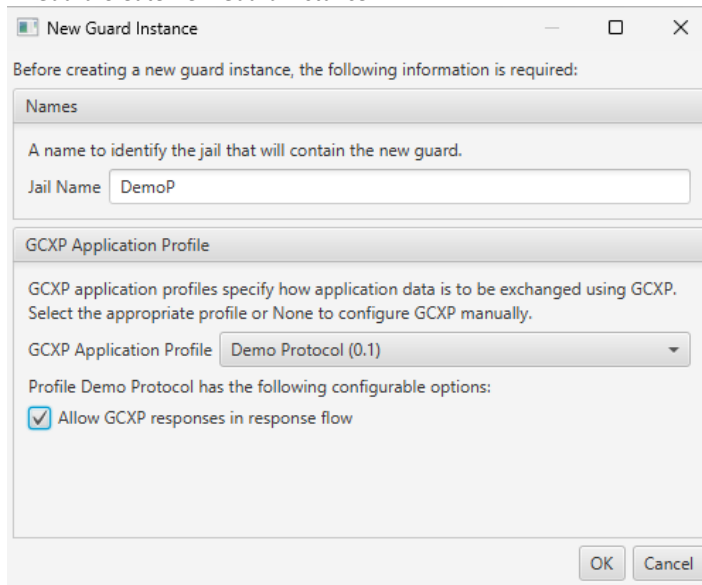 New Guard Instance
Before creating a new guard instance, the following information is required:
Names
A name to identify the jail that will contain the new guard.
Jail Name DemoP
GCXP Application Profile
GCXP application profiles specify how application data is to be exchanged using GCXP.
Select the appropriate profile or None to configure GCXP manually.
GCXP Application Profile Demo Protocol (0.1)
Profile Demo Protocol has the following configurable options:
Allow GCXP responses in response flow
OK Cancel